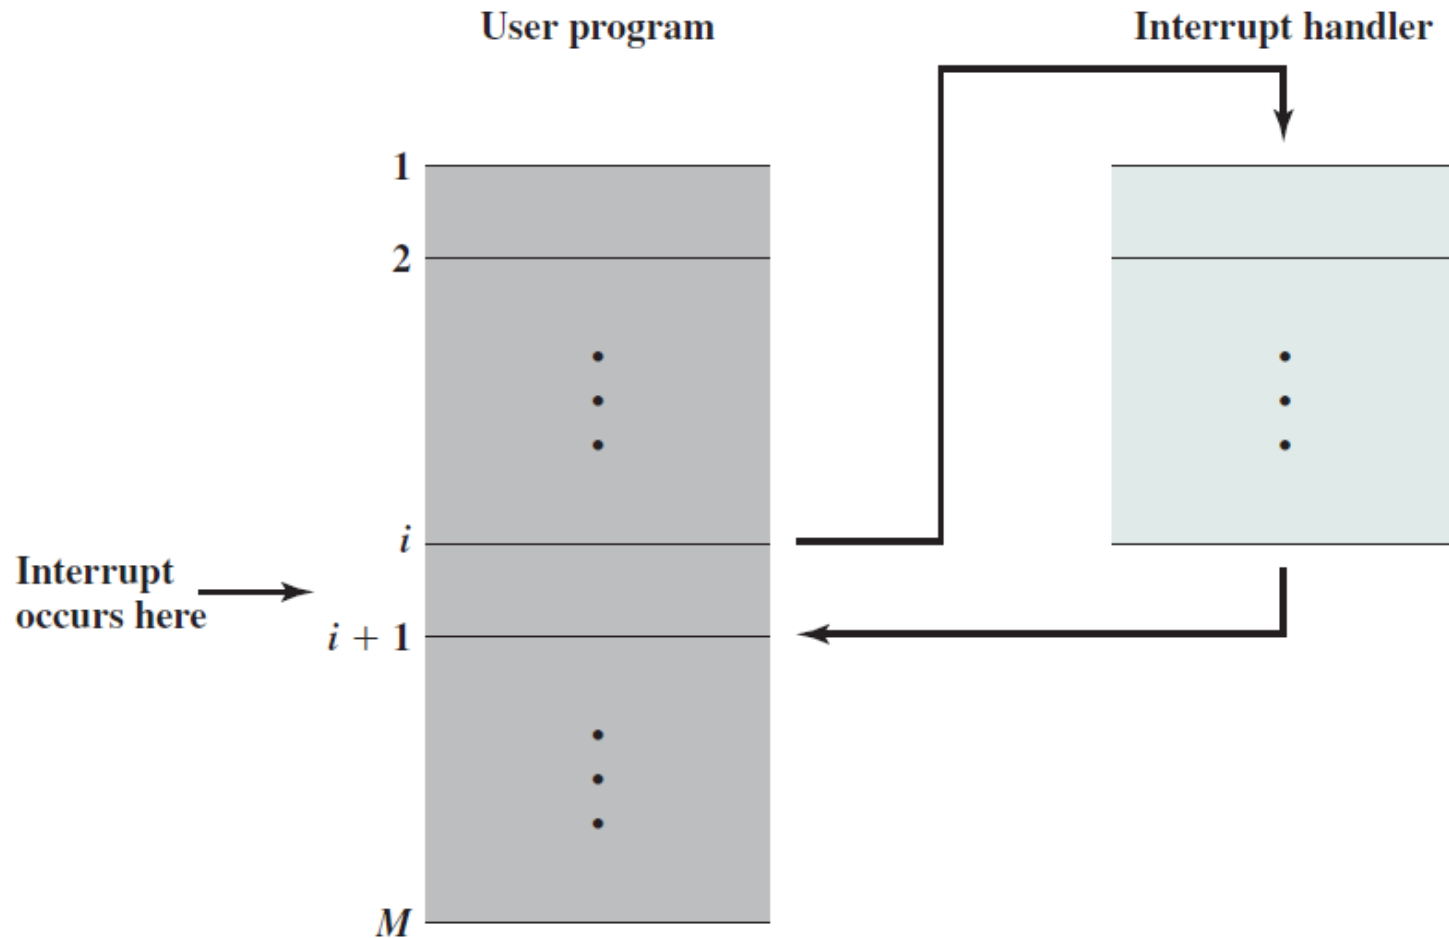 User program
Interrupt handler
1
2
i
Interrupt
occurs here
i + 1
M